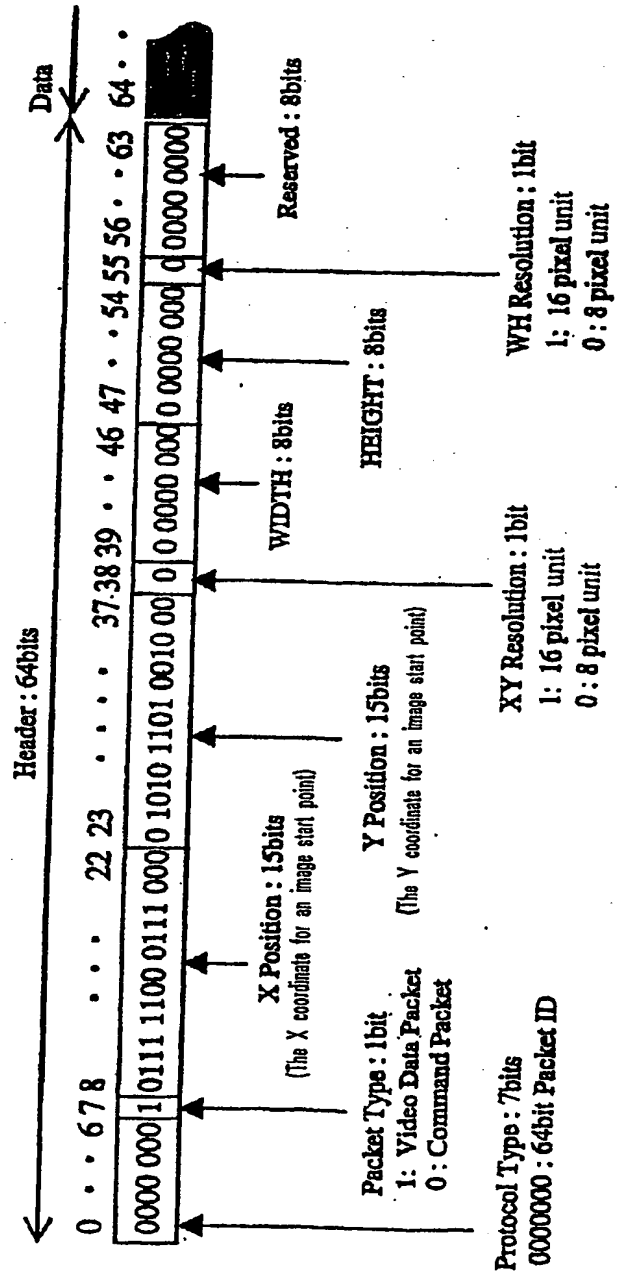 Header : 64bits
Data
0 · · 6 7 8 · · · 22 23 · · · · · 37 38 39 · · 46 47 · · 54 55 56 · · 63 64 · ·
0000 000 1 0111 1100 0111 000 0 1010 1101 0010 00 0 0 0000 000 0 0000 000 0 0000 0000
Protocol Type : 7bits
0000000 : 64bit Packet ID
Packet Type : 1bit
1: Video Data Packet
0 : Command Packet
X Position : 15bits
(The X coordinate for an image start point)
Y Position : 15bits
(The Y coordinate for an image start point)
XY Resolution : 1bit
1: 16 pixel unit
0 : 8 pixel unit
WIDTH : 8bits
HEIGHT : 8bits
WH Resolution : 1bit
1: 16 pixel unit
0 : 8 pixel unit
Reserved : 8bits